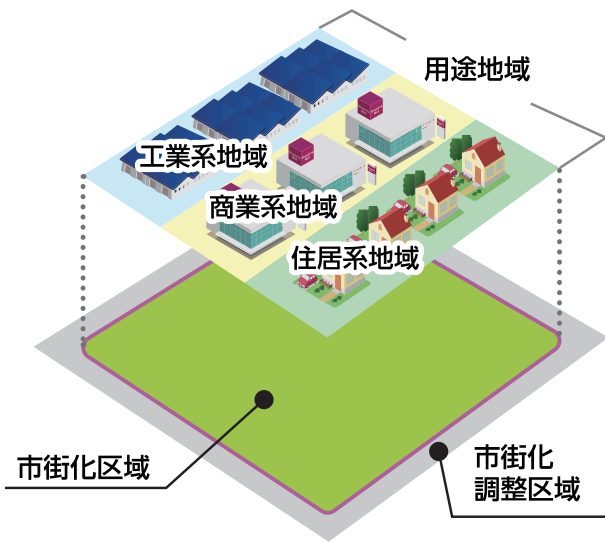 用途地域
工業系地域
商業系地域
住居系地域
市街化区域
市街化
調整区域